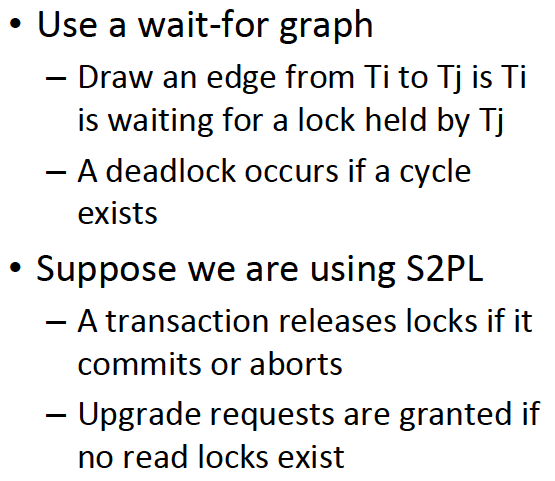 • Use a wait-for graph
– Draw an edge from Ti to Tj is Ti
is waiting for a lock held by Tj
– A deadlock occurs if a cycle
exists
• Suppose we are using S2PL
– A transaction releases locks if it
commits or aborts
– Upgrade requests are granted if
no read locks exist